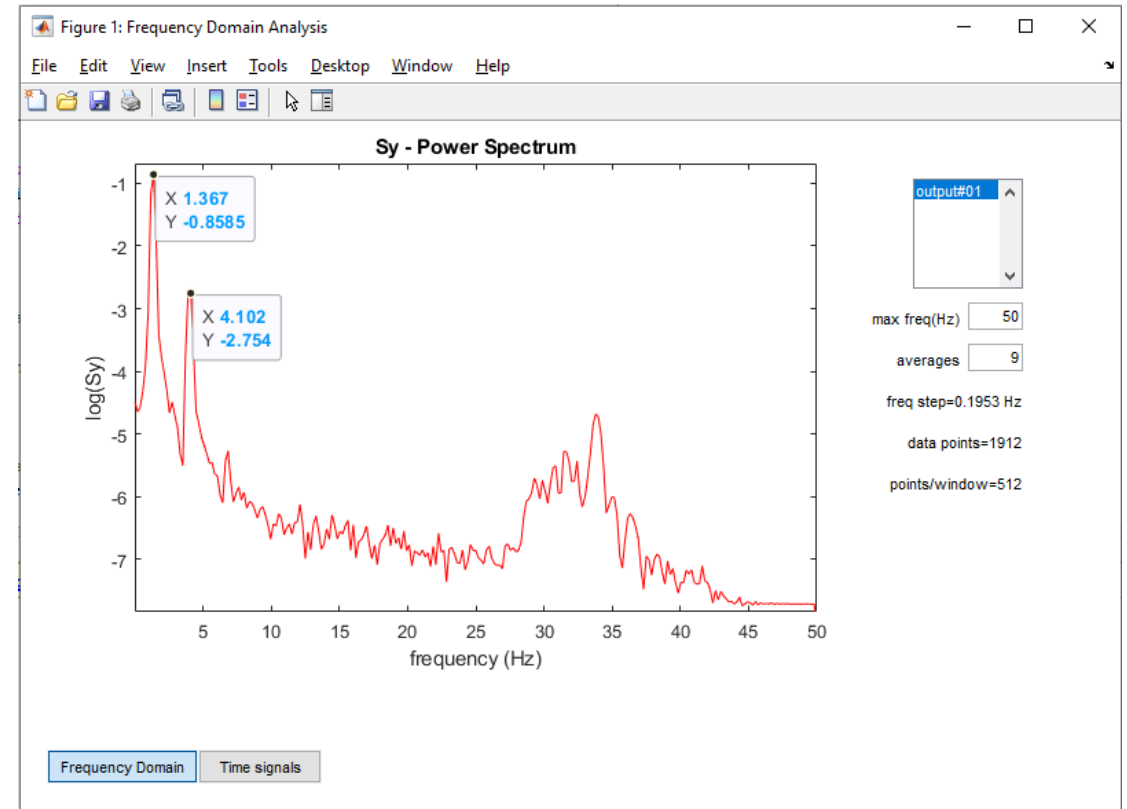 Figure 1: Frequency Domain Analysis
File Edit View Insert Tools Desktop Window Help
Sy - Power Spectrum
-1
-2
-3
-4
-5
-6
-7
log(Sy)
X 1.367
Y -0.8585
X 4.102
Y -2.754
5 10 15 20 25 30 35 40 45 50
frequency (Hz)
output#01
max freq(Hz) 50
averages 9
freq step=0.1953 Hz
data points=1912
points/window=512
Frequency Domain Time signals